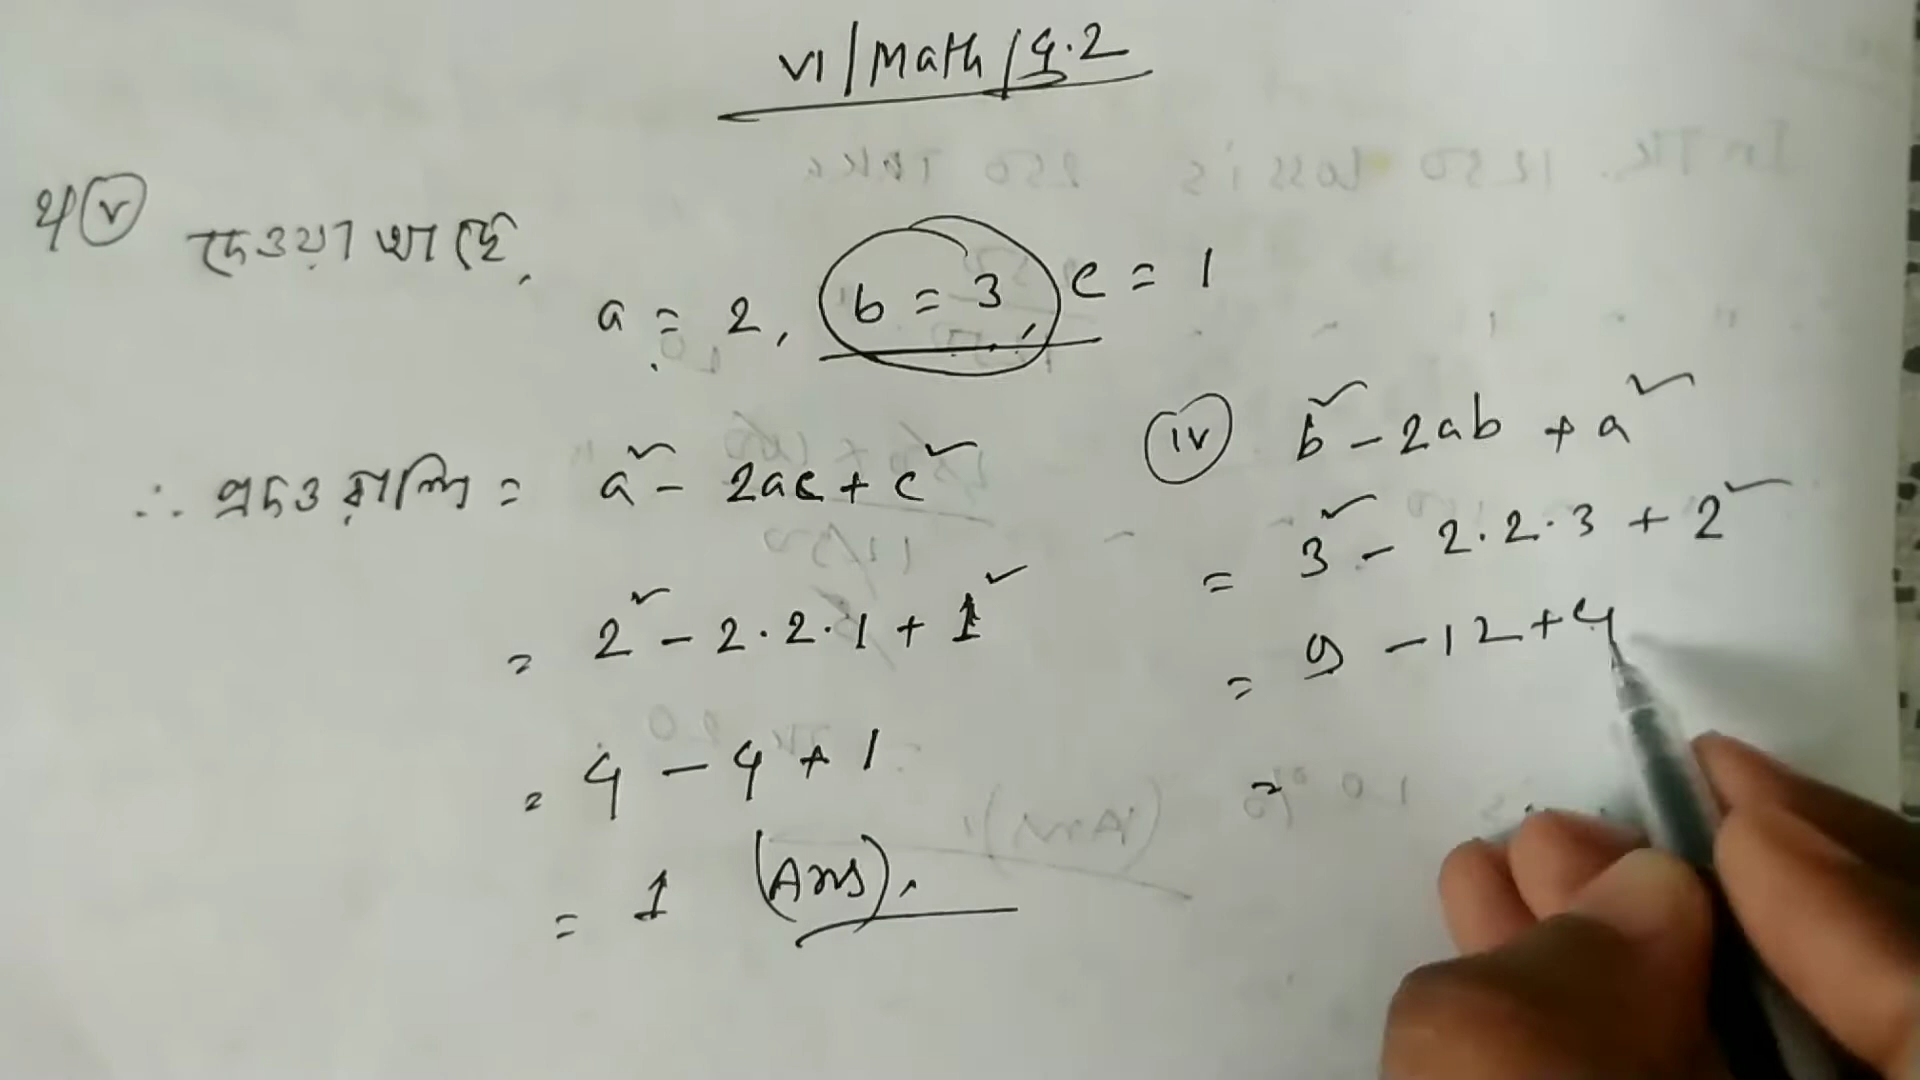 VI/Math/4.2
থ (v) দেওয়া আছে,
a = 2, b = 3, c = 1
∴ প্রদত্ত রাশি = a² - 2ac + c²
= 2² - 2.2.1 + 1²
= 4 - 4 + 1
= 1 (Ans).
(iv) b² - 2ab + a²
= 3² - 2.2.3 + 2²
= 9 - 12 + 4
=